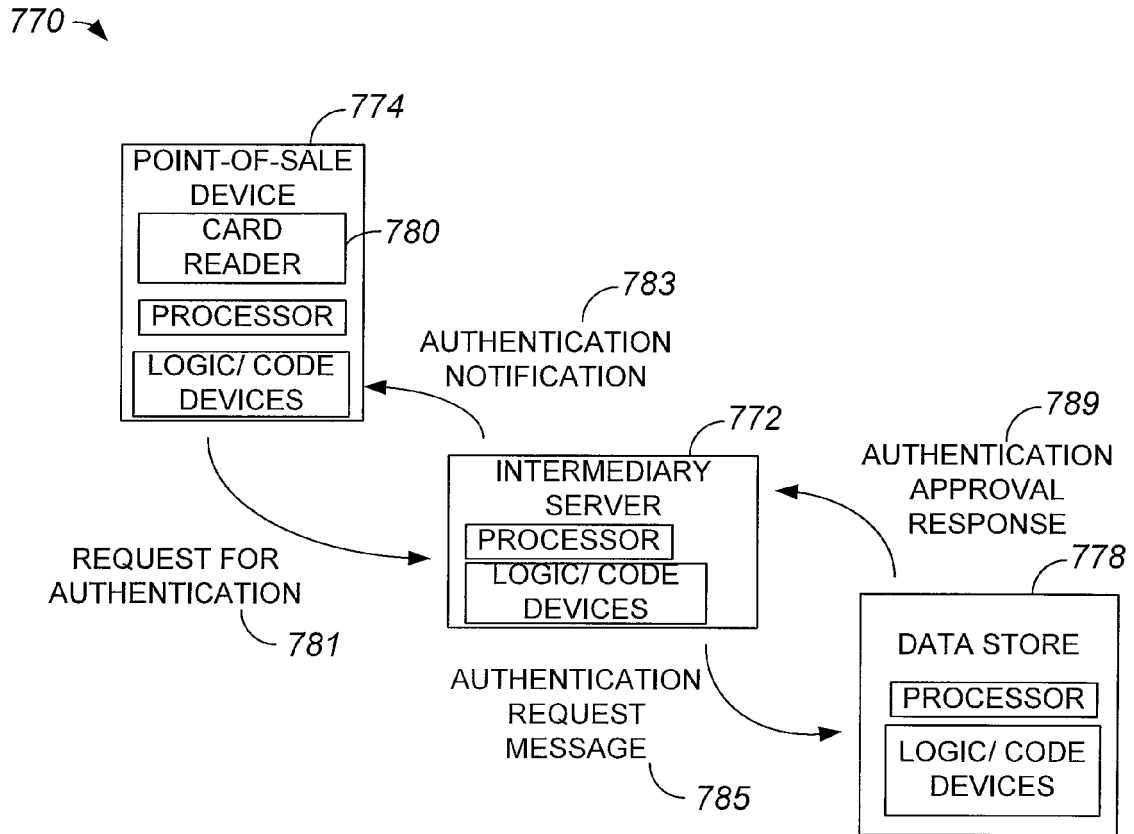 770
774
POINT-OF-SALE
DEVICE
CARD
READER
780
PROCESSOR
LOGIC/ CODE
DEVICES
783
AUTHENTICATION
NOTIFICATION
772
INTERMEDIARY
SERVER
PROCESSOR
LOGIC/ CODE
DEVICES
789
AUTHENTICATION
APPROVAL
RESPONSE
REQUEST FOR
AUTHENTICATION
781
778
DATA STORE
PROCESSOR
LOGIC/ CODE
DEVICES
AUTHENTICATION
REQUEST
MESSAGE
785